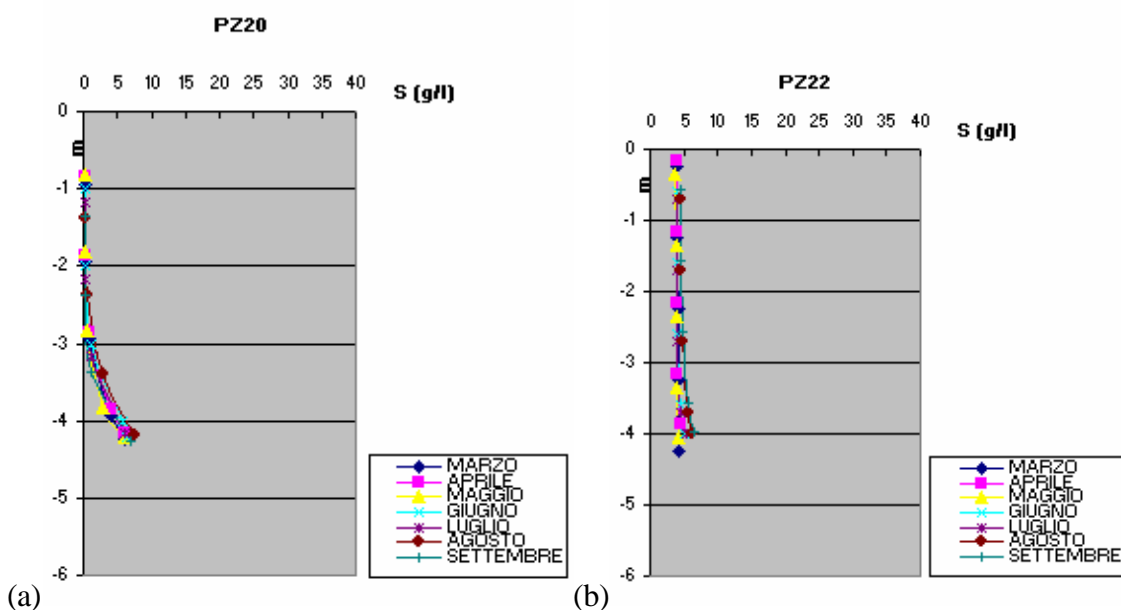 PZ20
0 5 10 15 20 25 30 35 40
S (g/l)
0
m
-1
-2
-3
-4
-5
-6
MARZO
APRILE
MAGGIO
GIUGNO
LUGLIO
AGOSTO
SETTEMBRE
(a)
PZ22
0 5 10 15 20 25 30 35 40
S (g/l)
0
m
-1
-2
-3
-4
-5
-6
MARZO
APRILE
MAGGIO
GIUGNO
LUGLIO
AGOSTO
SETTEMBRE
(b)